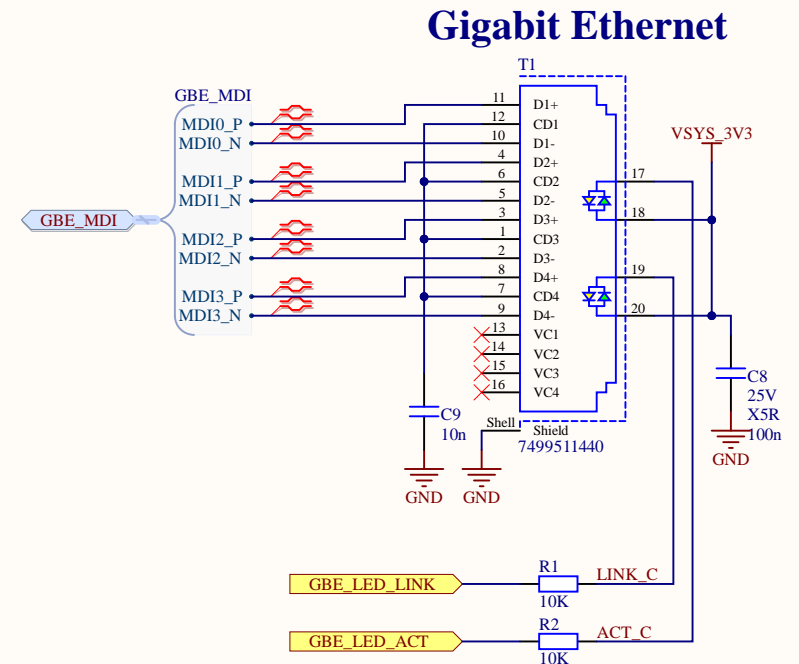 Gigabit Ethernet
T1
GBE_MDI
11 D1+
MDI0_P 12 CD1
MDI0_N 10 D1-
4 D2+
MDI1_P 6 CD2
MDI1_N 5 D2-
3 D3+
MDI2_P 1 CD3
MDI2_N 2 D3-
8 D4+
MDI3_P 7 CD4
MDI3_N 9 D4-
13 VC1
14 VC2
15 VC3
16 VC4
GBE_MDI
VSYS_3V3
17
18
19
20
Shell Shield
7499511440
C9
10n
GND
GND
C8
25V
X5R
100n
GND
GBE_LED_LINK R1 LINK_C
10K
GBE_LED_ACT R2 ACT_C
10K